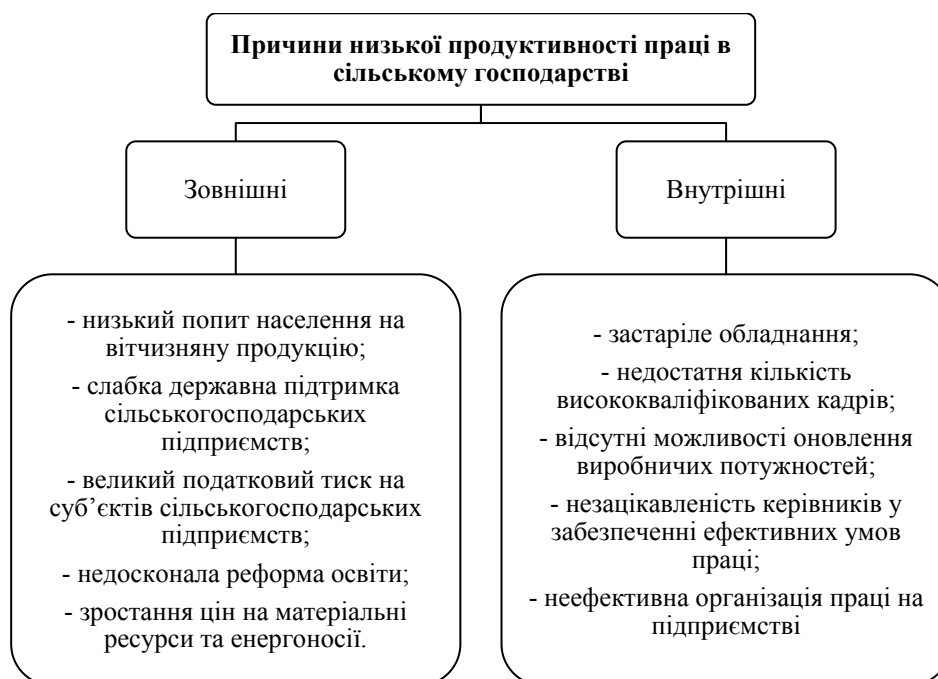 Причини низької продуктивності праці в
сільському господарстві
Зовнішні
Внутрішні
- низький попит населення на
вітчизняну продукцію;
- слабка державна підтримка
сільськогосподарських
підприємств;
- великий податковий тиск на
суб’єктів сільськогосподарських
підприємств;
- недосконала реформа освіти;
- зростання цін на матеріальні
ресурси та енергоносії.
- застаріле обладнання;
- недостатня кількість
висококваліфікованих кадрів;
- відсутні можливості оновлення
виробничих потужностей;
- незацікавленість керівників у
забезпеченні ефективних умов
праці;
- неефективна організація праці на
підприємстві